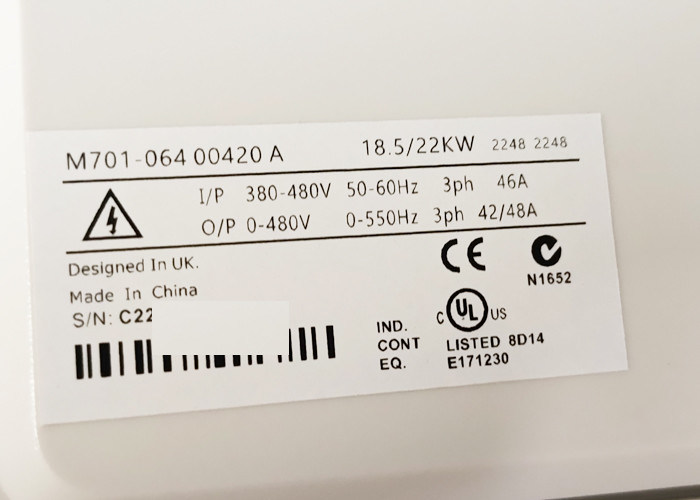 M701-064 00420 A 18.5/22KW 2248 2248
I/P 380-480V 50-60Hz 3ph 46A
O/P 0-480V 0-550Hz 3ph 42/48A
Designed In UK.
Made In China
S/N: C22
CE
N1652
C UL US
IND.
CONT
EQ.
LISTED 8D14
E171230